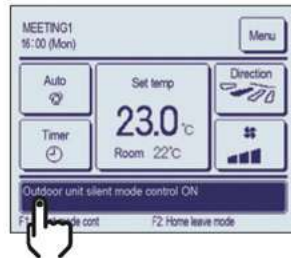 MEETING1
16:00 (Mon)
Menu
Auto
Set temp
23.0 °C
Room 22°C
Direction
Timer
Outdoor unit silent mode control ON
F1: mode cont
F2: Home leave mode